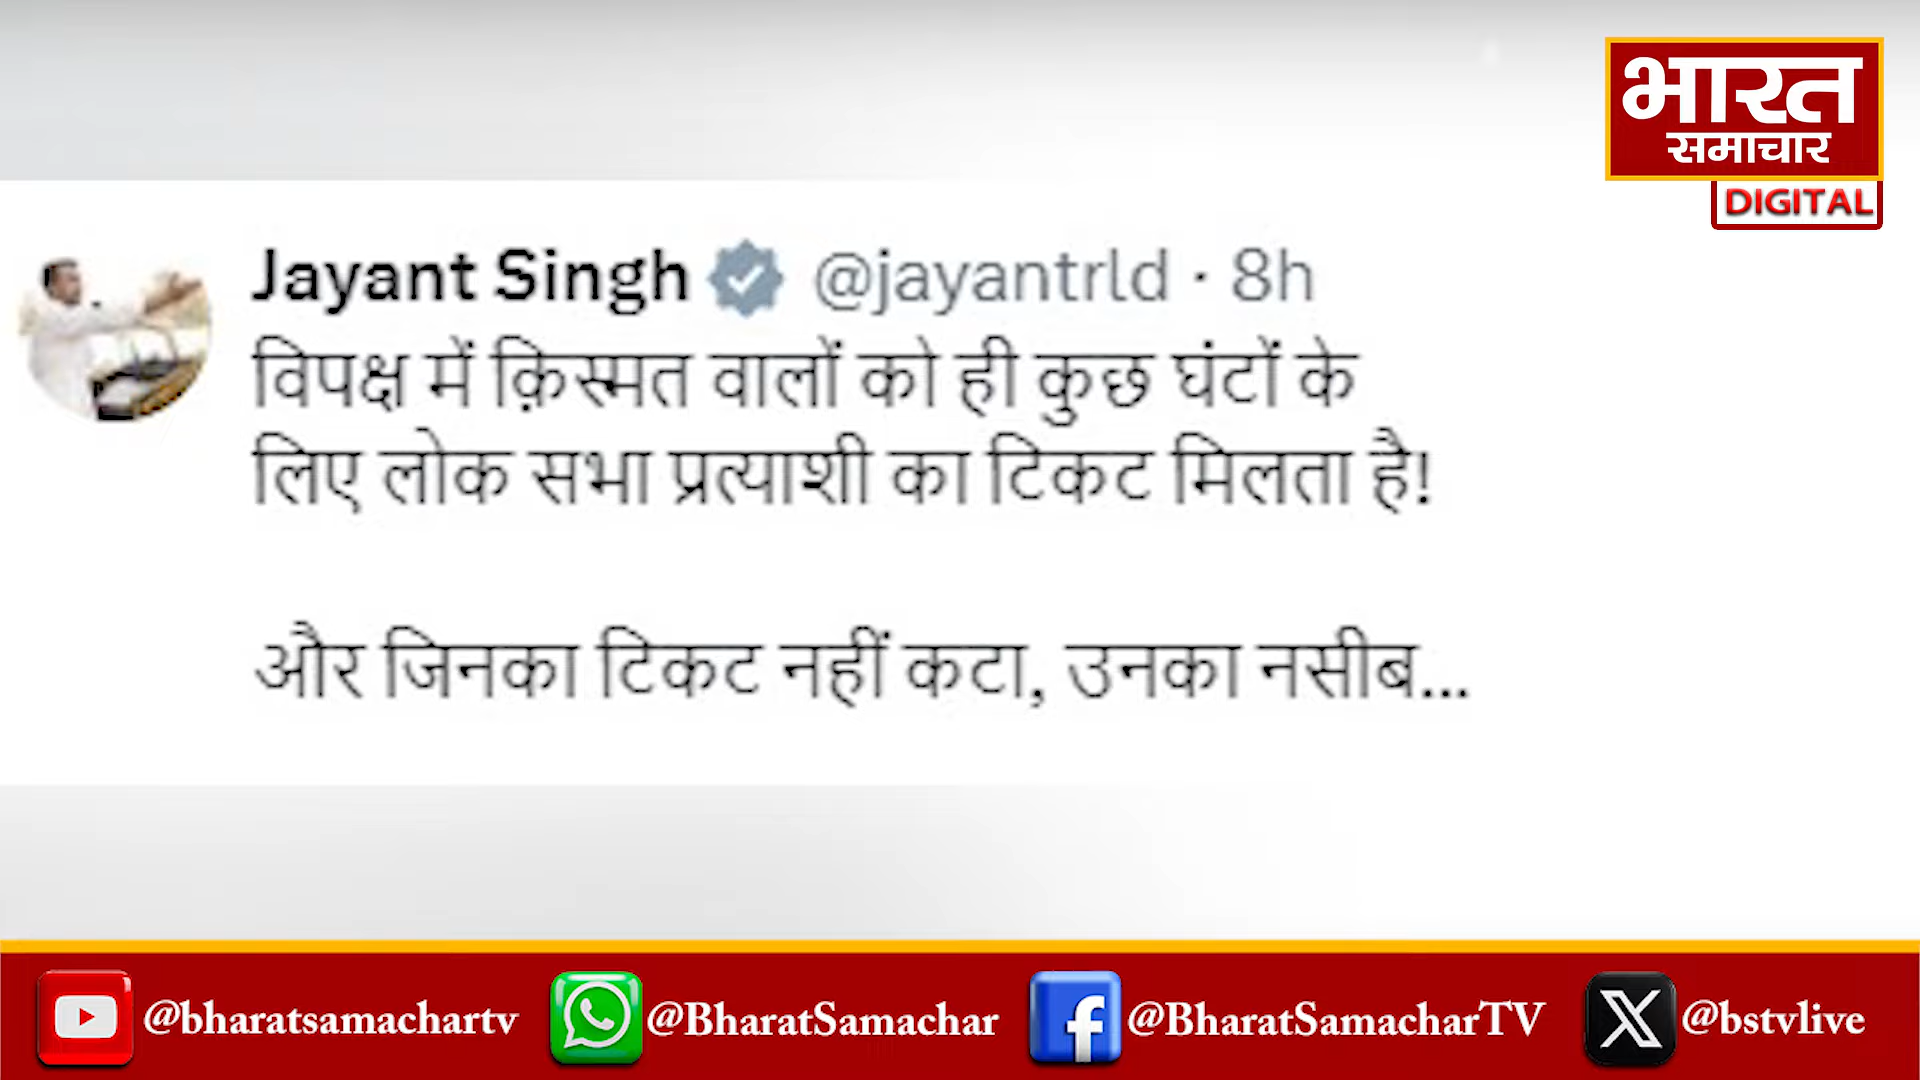 भारत
समाचार
DIGITAL
Jayant Singh @jayantrld · 8h
विपक्ष में क़िस्मत वालों को ही कुछ घंटों के
लिए लोक सभा प्रत्याशी का टिकट मिलता है!
और जिनका टिकट नहीं कटा, उनका नसीब...
@bharatsamachartv @BharatSamachar @BharatSamacharTV @bstvlive